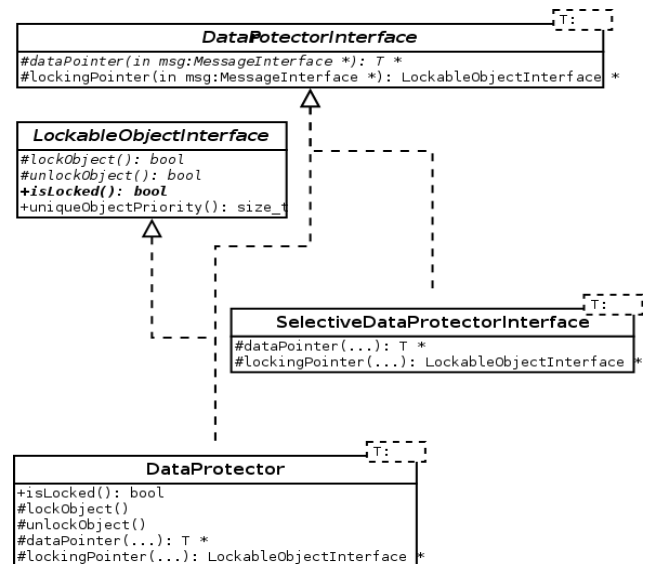 T:
DataPotectorInterface
#dataPointer(in msg:MessageInterface *): T *
#lockingPointer(in msg:MessageInterface *): LockableObjectInterface *
LockableObjectInterface
#lockObject(): bool
#unlockObject(): bool
+isLocked(): bool
+uniqueObjectPriority(): size_t
T:
SelectiveDataProtectorInterface
#dataPointer(...): T *
#lockingPointer(...): LockableObjectInterface *
T:
DataProtector
+isLocked(): bool
#lockObject()
#unlockObject()
#dataPointer(...): T *
#lockingPointer(...): LockableObjectInterface *